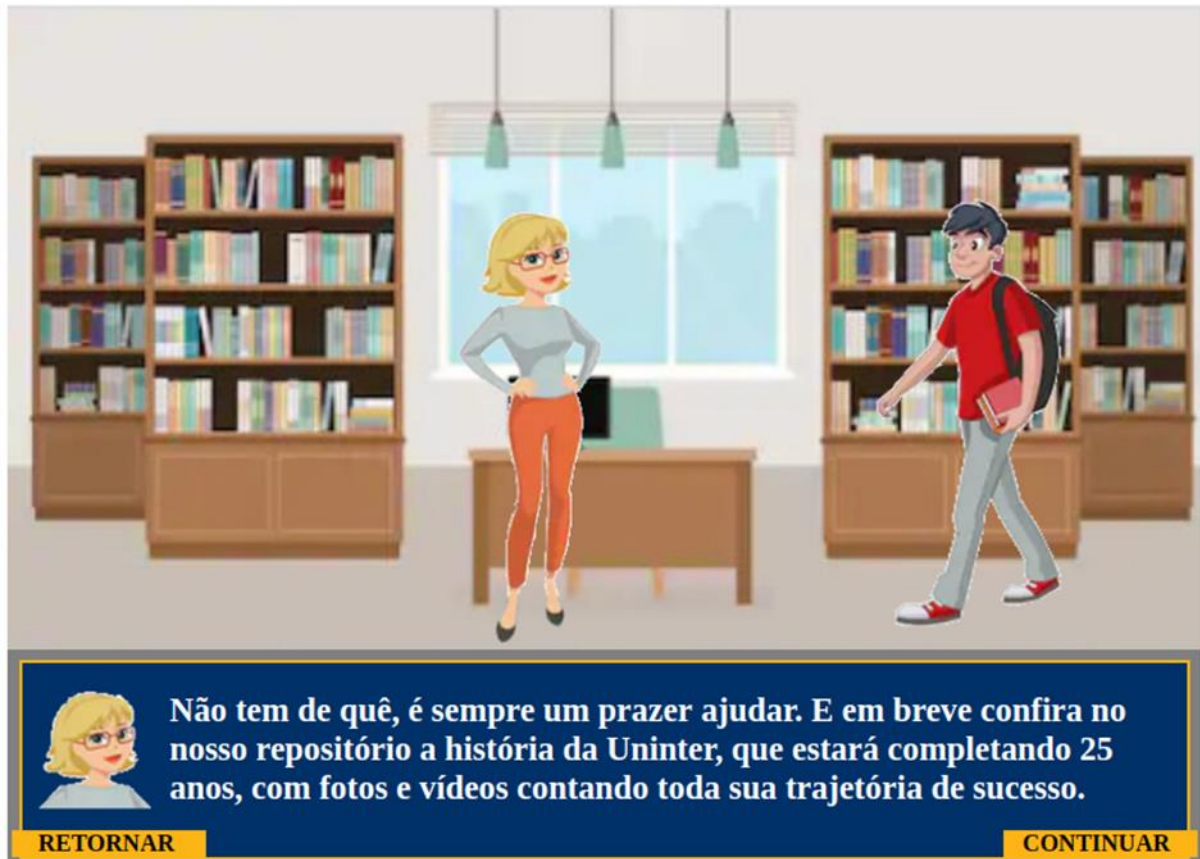 Não tem de quê, é sempre um prazer ajudar. E em breve confira no
nosso repositório a história da Uninter, que estará completando 25
anos, com fotos e vídeos contando toda sua trajetória de sucesso.
RETORNAR
CONTINUAR